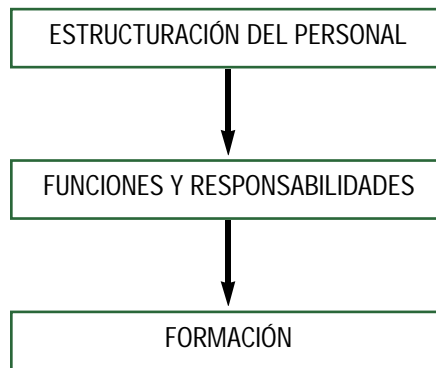 ESTRUCTURACIÓN DEL PERSONAL
FUNCIONES Y RESPONSABILIDADES
FORMACIÓN